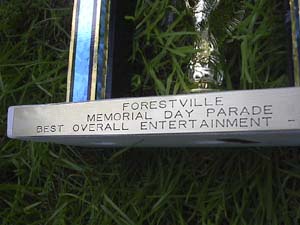 FORESTVILLE
MEMORIAL DAY PARADE
BEST OVERALL ENTERTAINMENT -